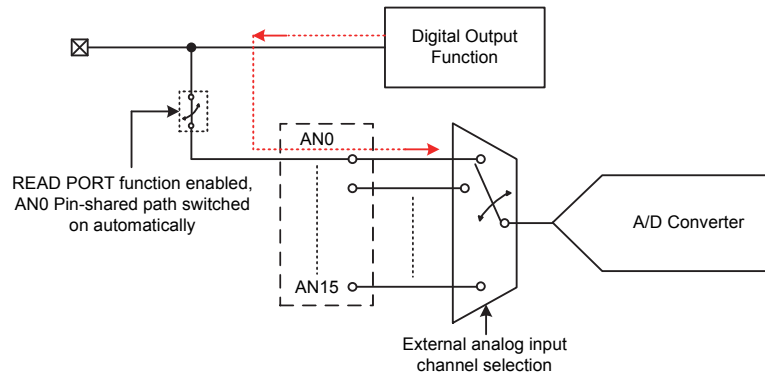 Digital Output
Function
AN0
READ PORT function enabled,
AN0 Pin-shared path switched
on automatically
A/D Converter
AN15
External analog input
channel selection